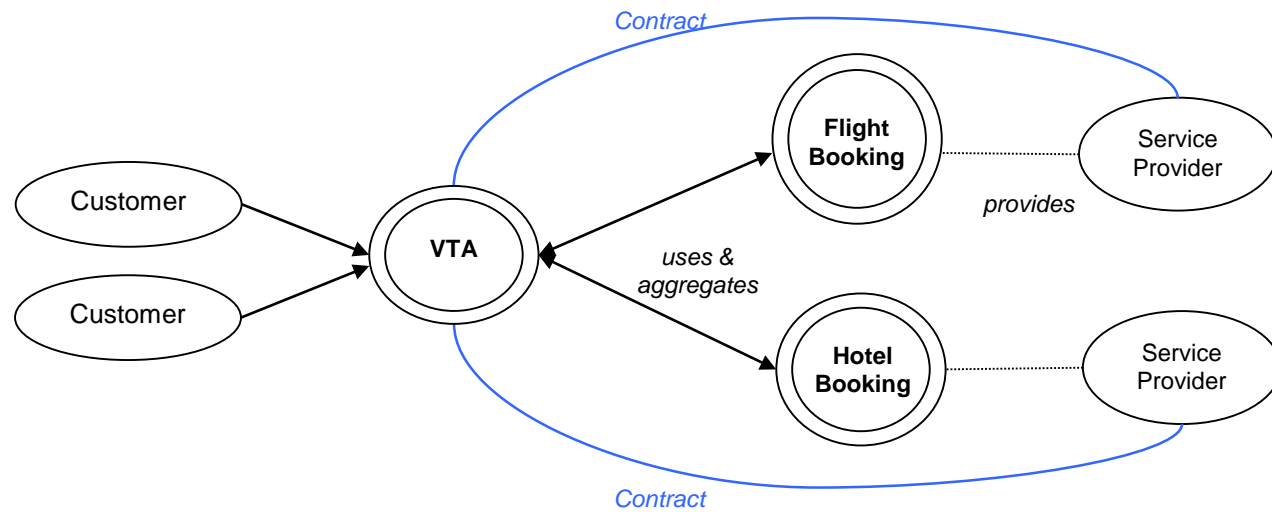 Contract
Flight
Booking
Service
Provider
Customer
provides
VTA
uses &
aggregates
Customer
Hotel
Booking
Service
Provider
Contract